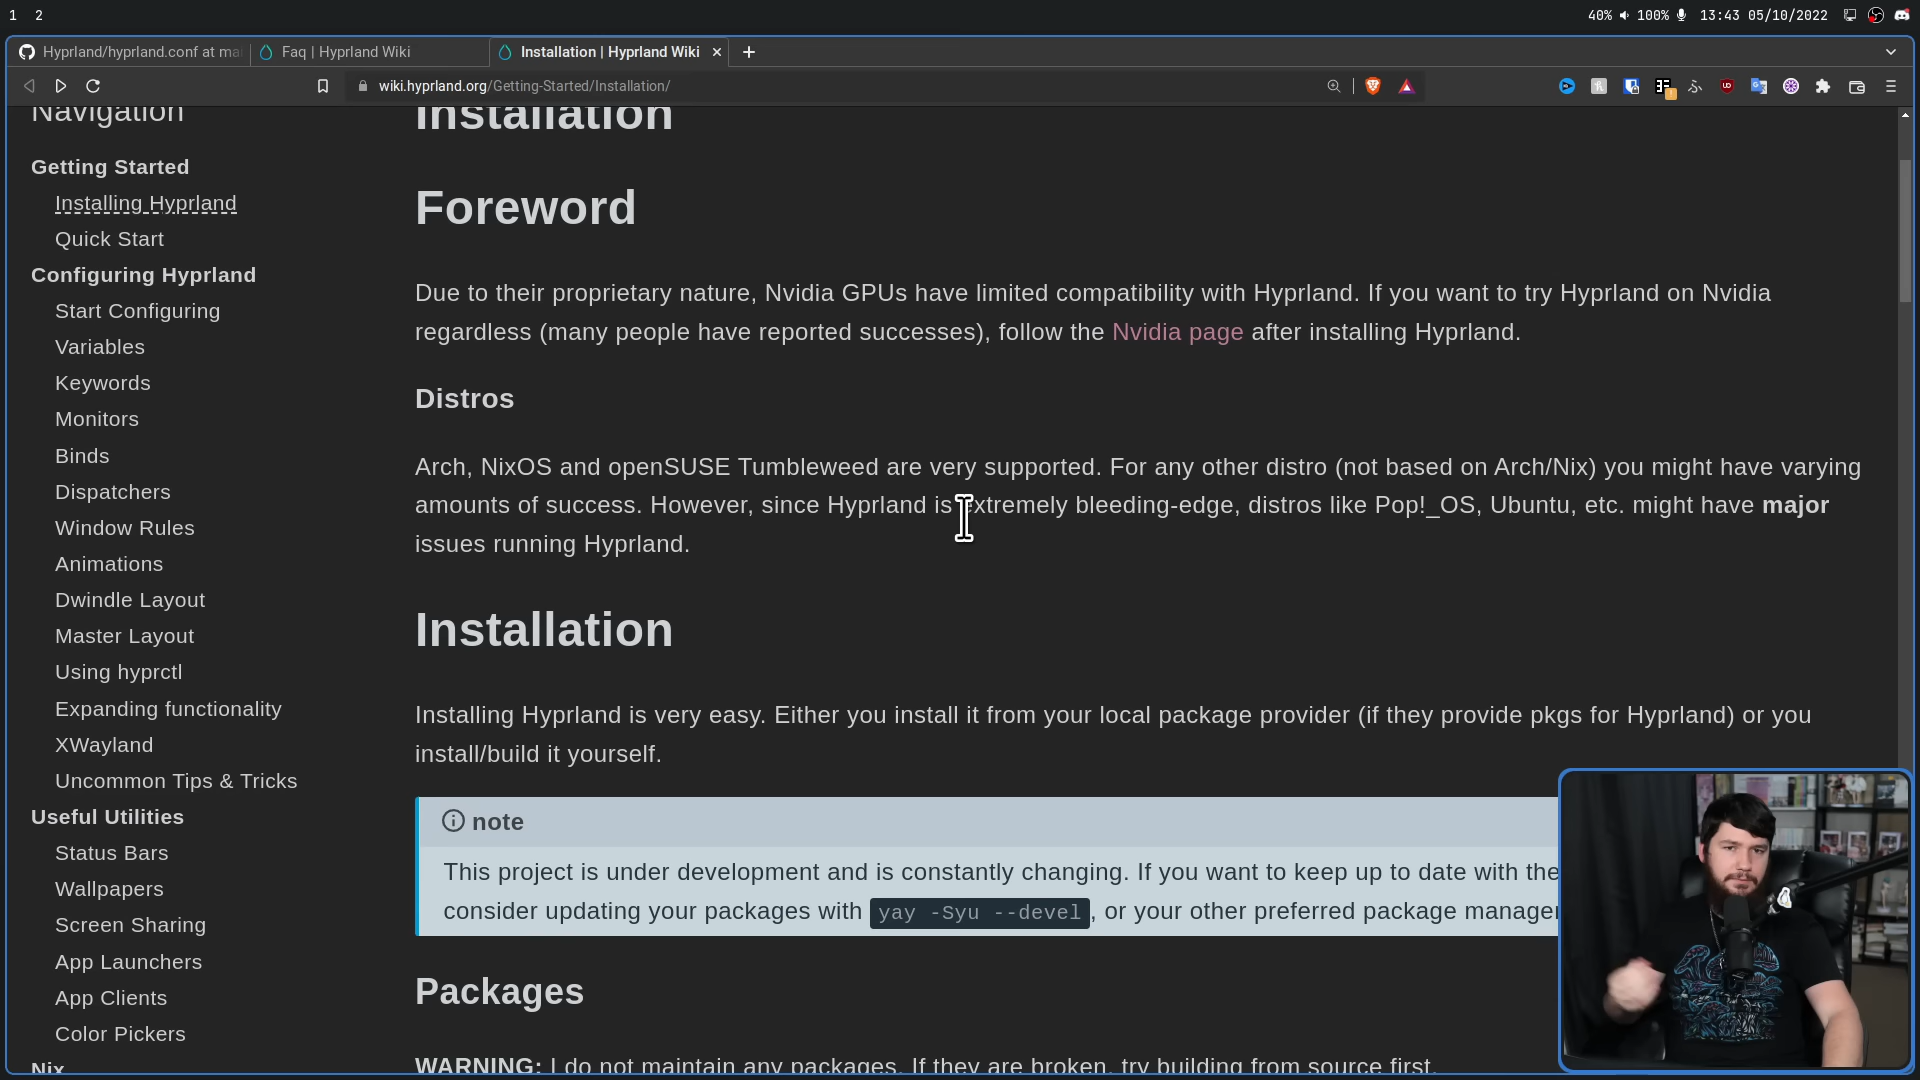 1 2
40% 100% 13:43 05/10/2022
Hyprland/hyprland.conf at mai
Faq | Hyprland Wiki
Installation | Hyprland Wiki
wiki.hyprland.org/Getting-Started/Installation/
Navigation
Getting Started
Installing Hyprland
Quick Start
Configuring Hyprland
Start Configuring
Variables
Keywords
Monitors
Binds
Dispatchers
Window Rules
Animations
Dwindle Layout
Master Layout
Using hyprctl
Expanding functionality
XWayland
Uncommon Tips & Tricks
Useful Utilities
Status Bars
Wallpapers
Screen Sharing
App Launchers
App Clients
Color Pickers
Nix
Installation
Foreword
Due to their proprietary nature, Nvidia GPUs have limited compatibility with Hyprland. If you want to try Hyprland on Nvidia
regardless (many people have reported successes), follow the Nvidia page after installing Hyprland.
Distros
Arch, NixOS and openSUSE Tumbleweed are very supported. For any other distro (not based on Arch/Nix) you might have varying
amounts of success. However, since Hyprland is extremely bleeding-edge, distros like Pop!_OS, Ubuntu, etc. might have major
issues running Hyprland.
Installation
Installing Hyprland is very easy. Either you install it from your local package provider (if they provide pkgs for Hyprland) or you
install/build it yourself.
note
This project is under development and is constantly changing. If you want to keep up to date with the
consider updating your packages with yay -Syu --devel, or your other preferred package manager
Packages
WARNING: I do not maintain any packages. If they are broken, try building from source first.